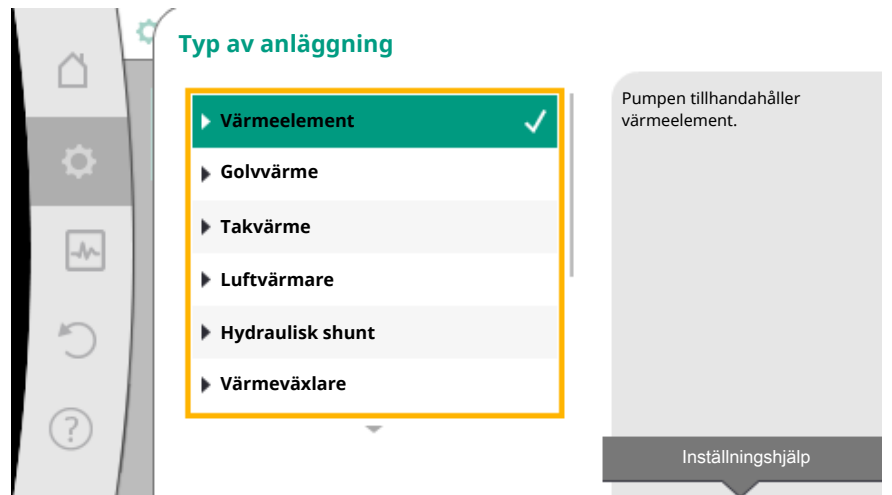 Typ av anläggning
Värmeelement
Golvvärme
Takvärme
Luftvärmare
Hydraulisk shunt
Värmeväxlare
Pumpen tillhandahåller
värmeelement.
Inställningshjälp